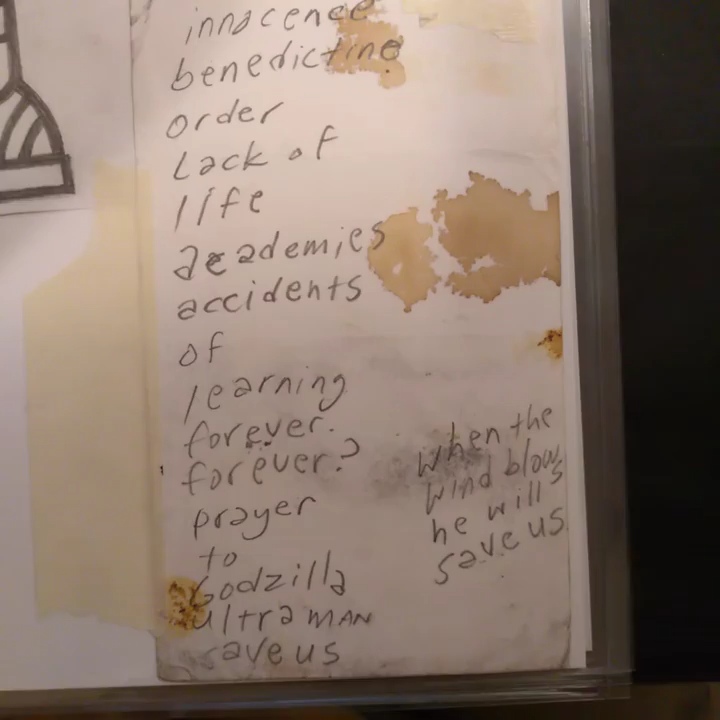 innacence
benedictine
order
Lack of
life
academies
accidents
of
learning
forever.
forever?
prayer
to
Godzilla
ultraMAN
save us
when the
wind blows
he will
save us